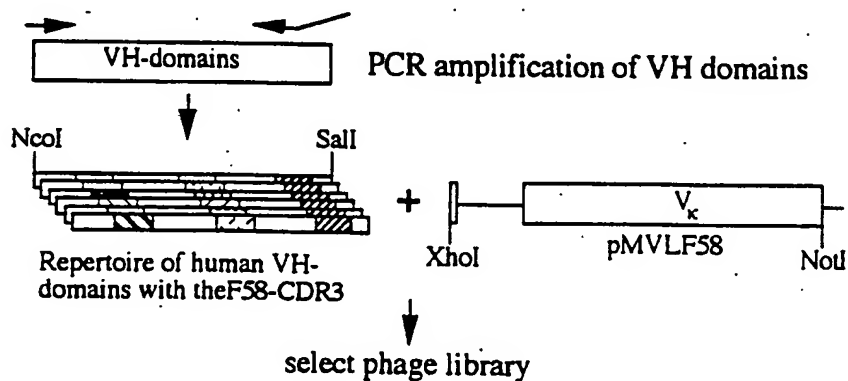 VH-domains
PCR amplification of VH domains
NcoI
SalI
Repertoire of human VH-
domains with theF58-CDR3
+
Vκ
pMVLF58
XhoI
NotI
select phage library